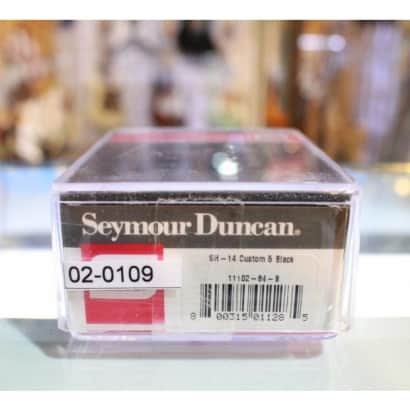 Seymour Duncan®
SH-14 Custom 5 Black
02-0109
11102-84-B
8 00315 01128 5